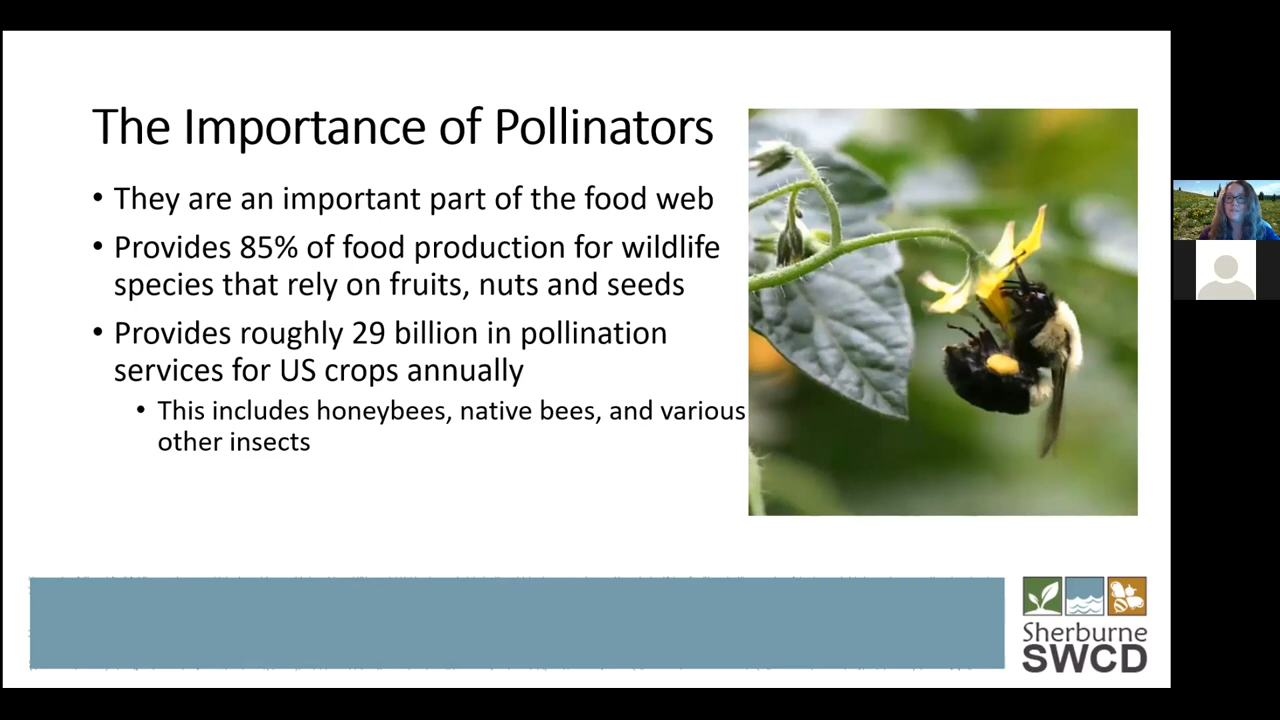 The Importance of Pollinators
• They are an important part of the food web
• Provides 85% of food production for wildlife
species that rely on fruits, nuts and seeds
• Provides roughly 29 billion in pollination
services for US crops annually
• This includes honeybees, native bees, and various
other insects
Sherburne
SWCD